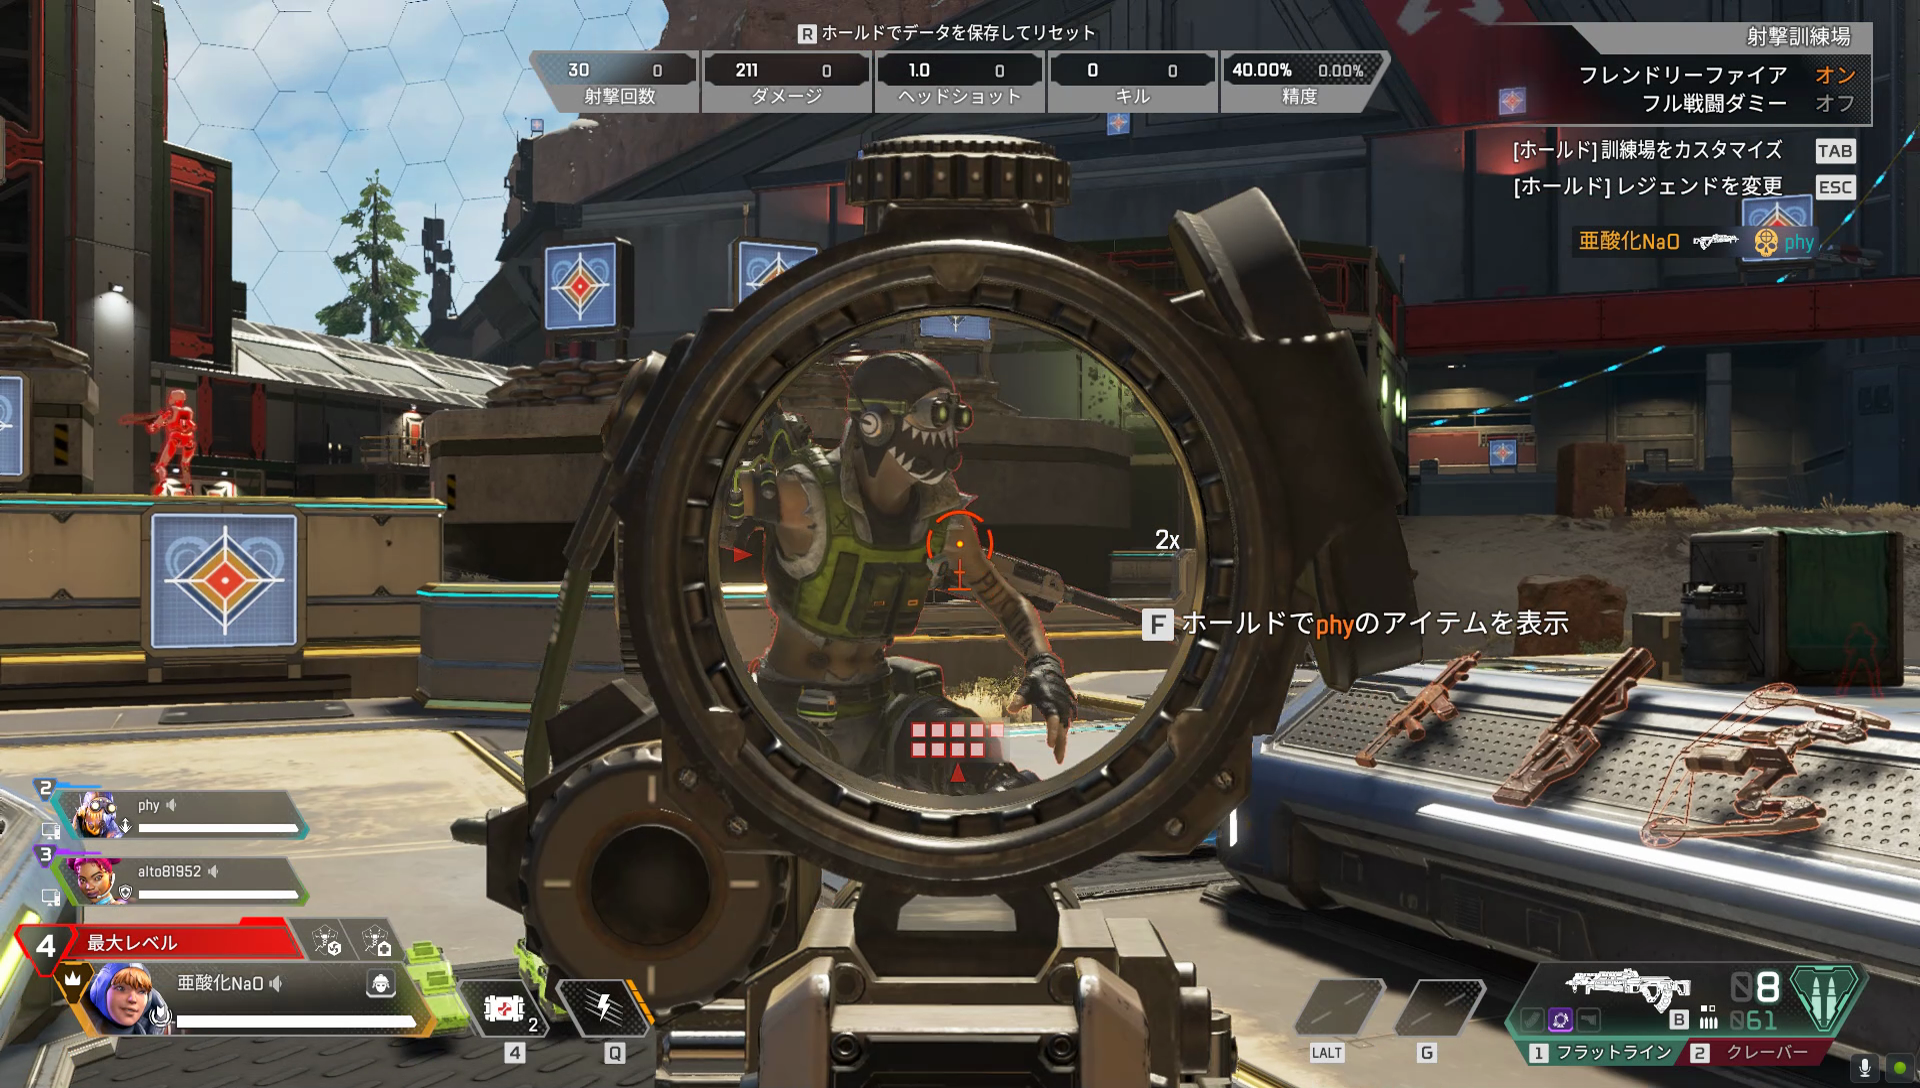 R ホールドでデータを保存してリセット
30 0 211 0 1.0 0 0 0 40.00% 0.00%
射撃回数 ダメージ ヘッドショット キル 精度
射撃訓練場
フレンドリーファイア オン
フル戦闘ダミー オフ
[ホールド]訓練場をカスタマイズ TAB
[ホールド]レジェンドを変更 ESC
亜酸化NaO phy
2x
F ホールドでphyのアイテムを表示
2
phy
3
alto81952
4 最大レベル
亜酸化NaO
2
4 Q
LALT G
08
B 061
1 フラットライン 2 クレーバー